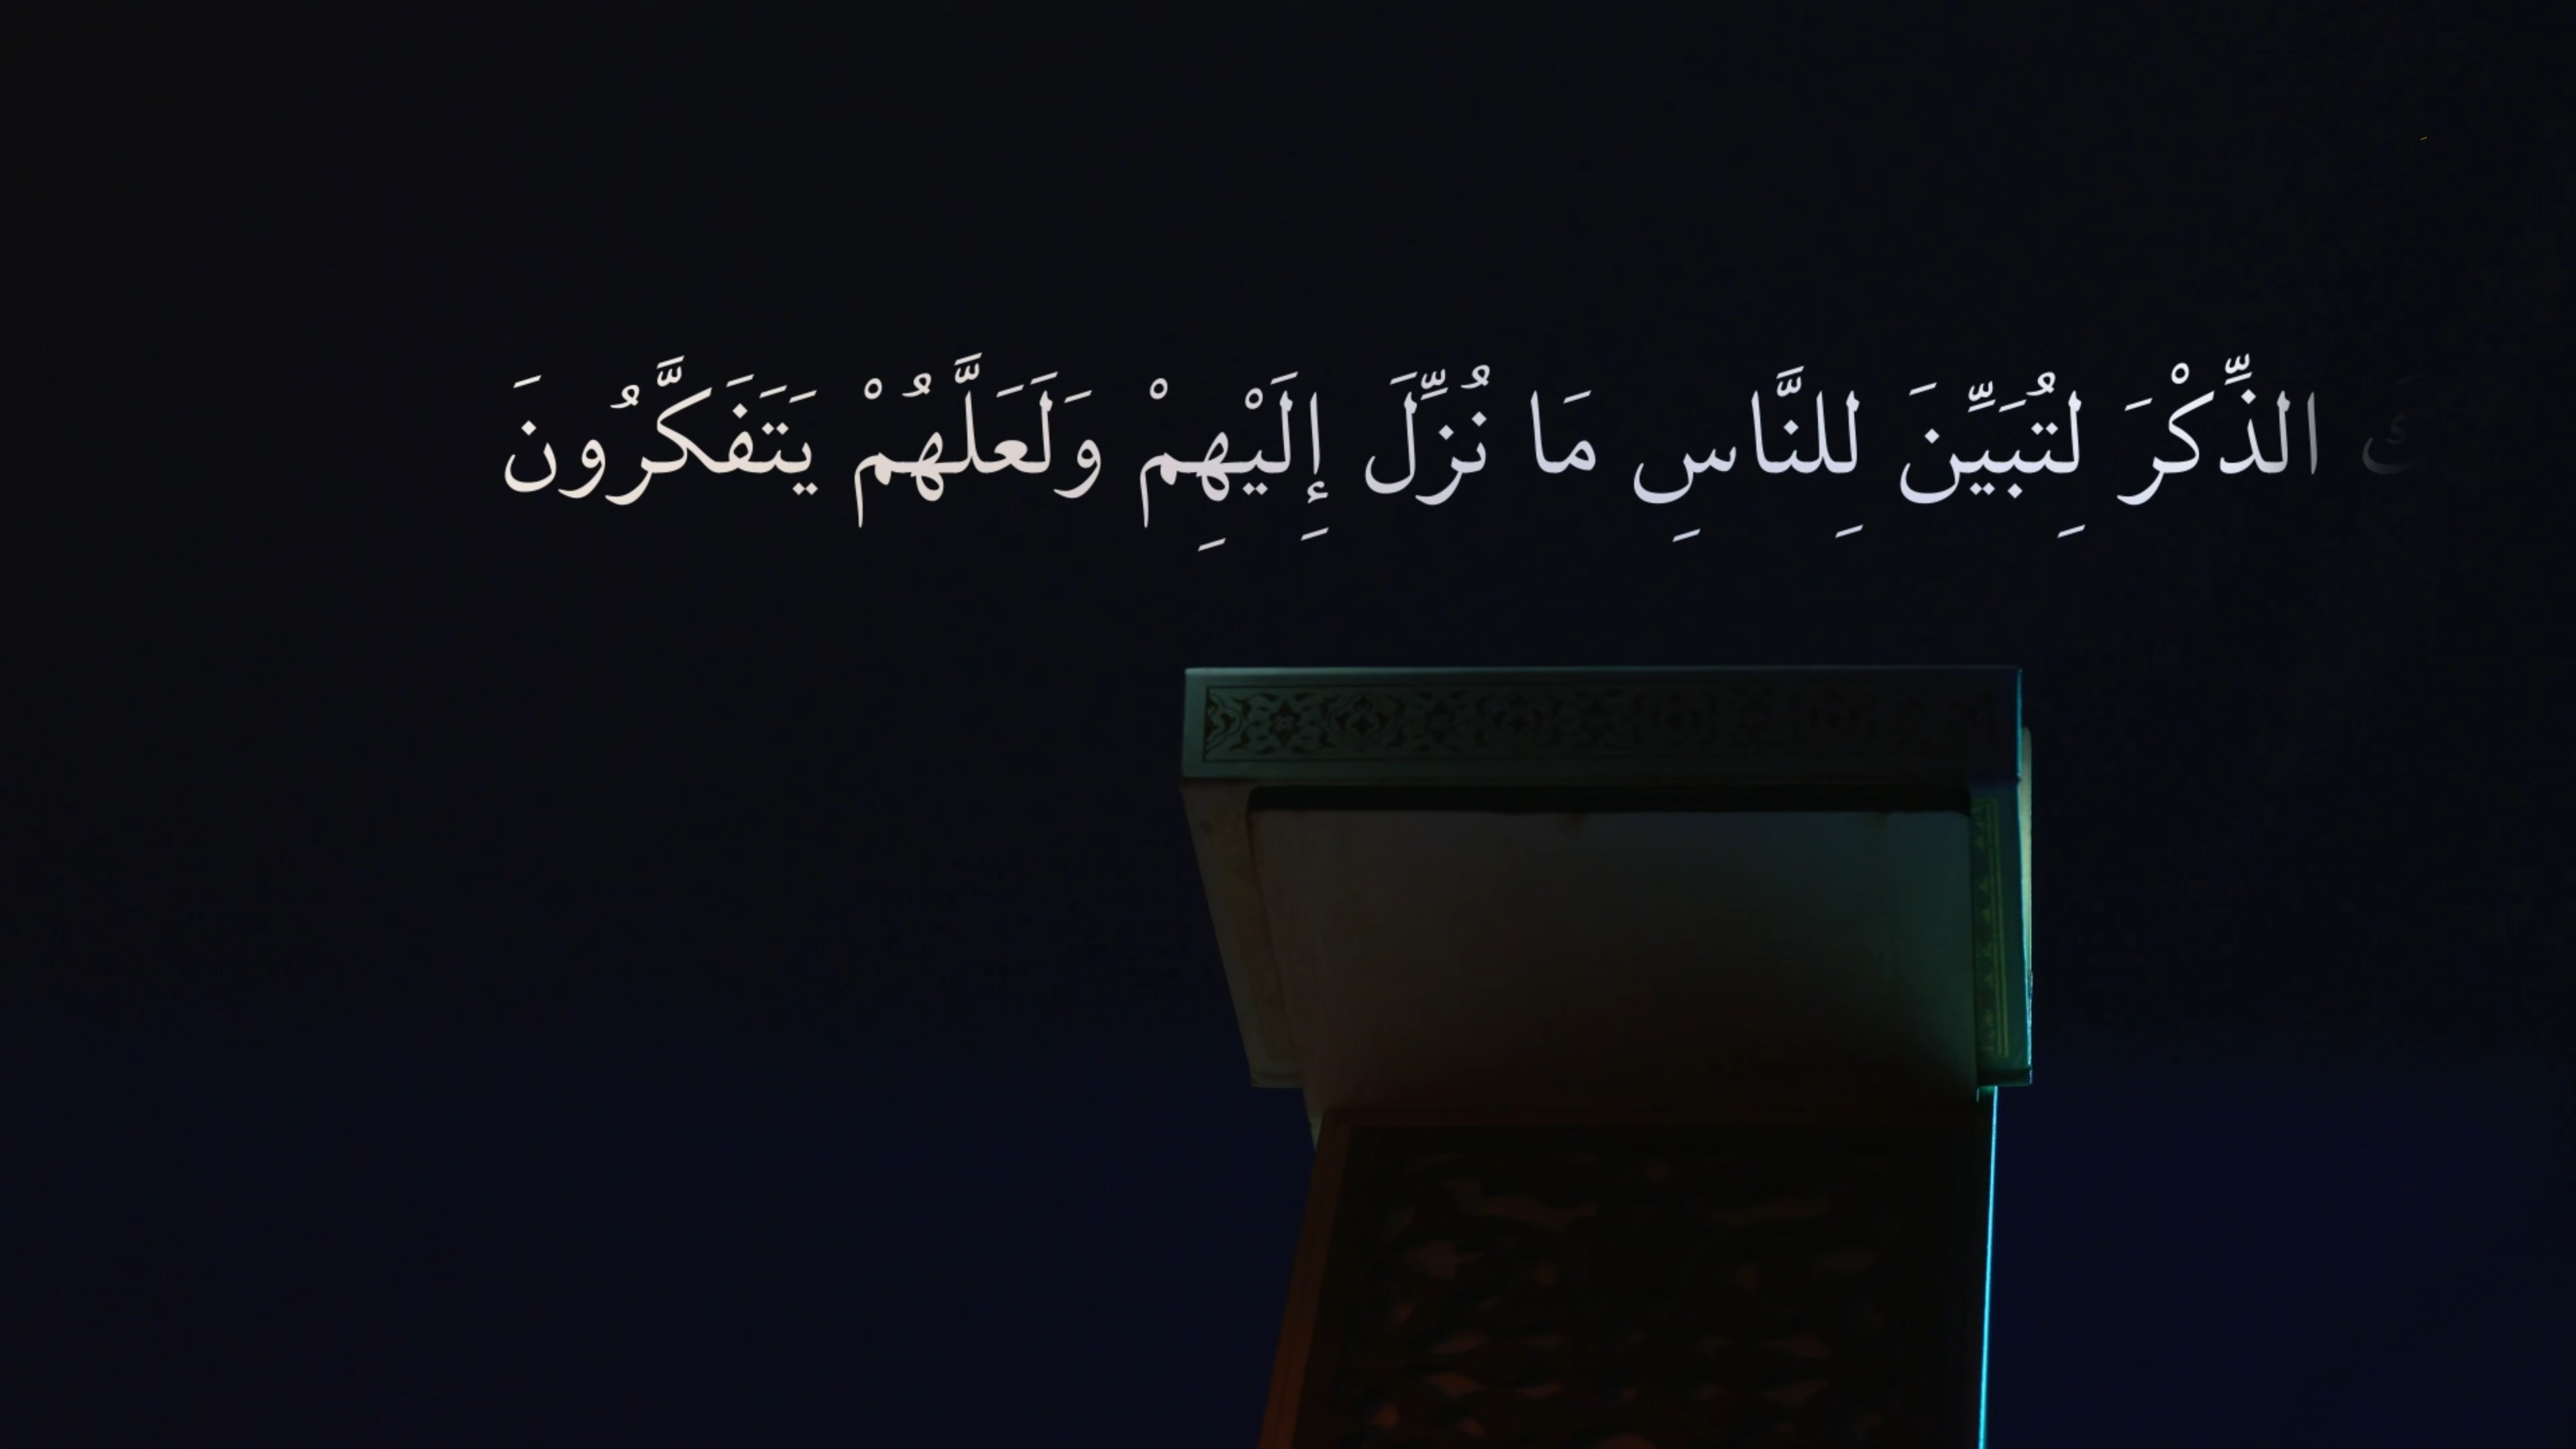 الذِّكْرَ لِتُبَيِّنَ لِلنَّاسِ مَا نُزِّلَ إِلَيْهِمْ وَلَعَلَّهُمْ يَتَفَكَّرُونَ